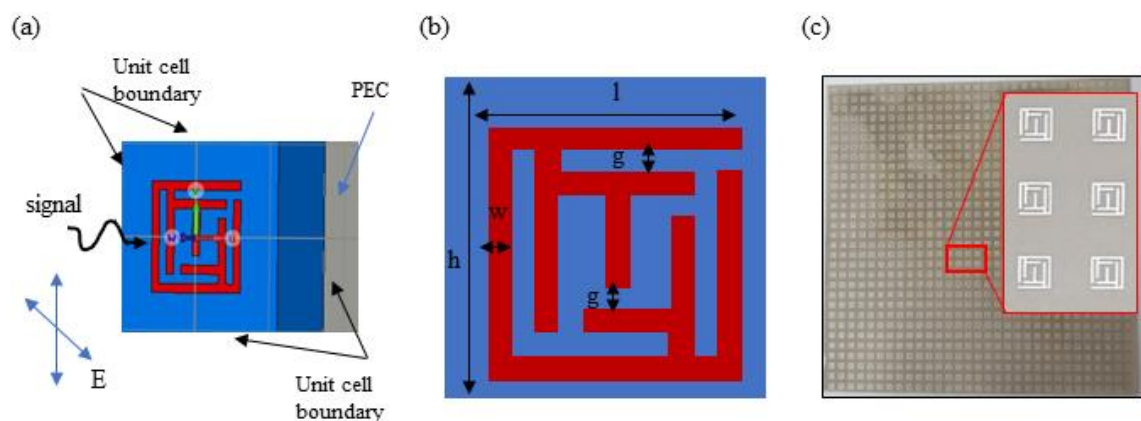 (a)
(b)
(c)
Unit cell
boundary
PEC
signal
E
Unit cell
boundary
l
g
w
h
g